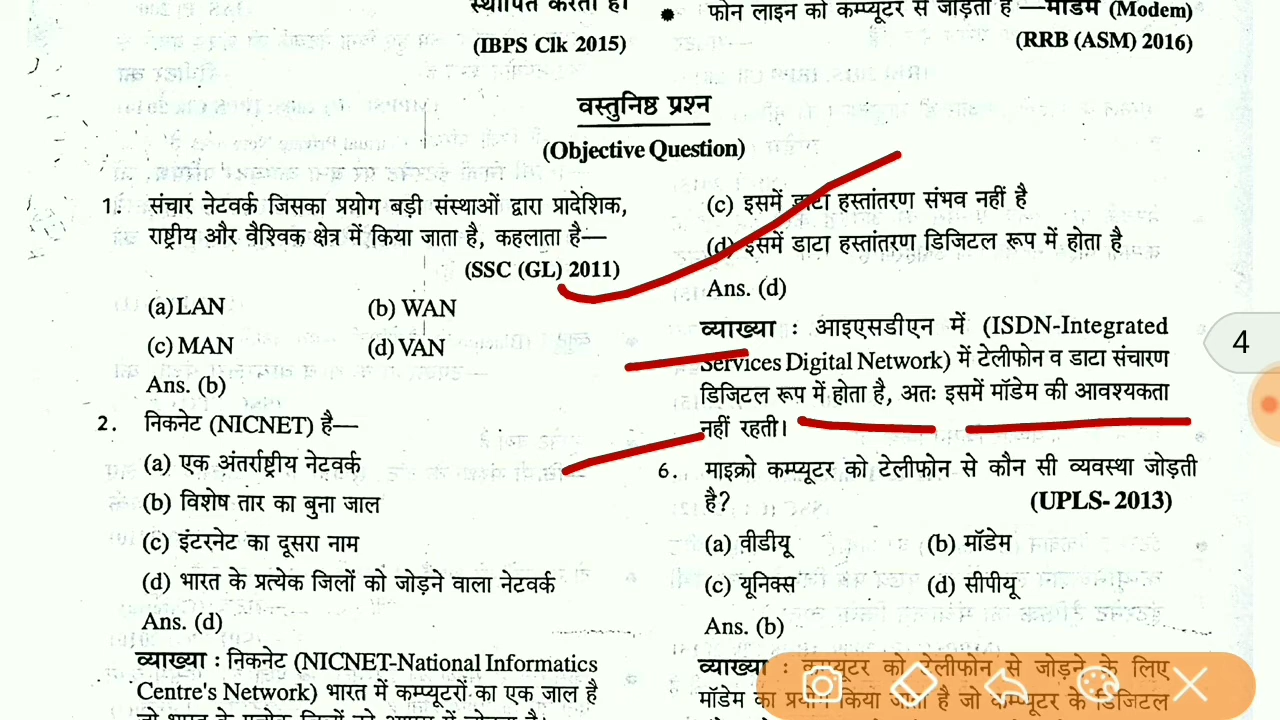 स्थापित करता है।
(IBPS Clk 2015)
फोन लाइन को कम्प्यूटर से जोड़ता है —मॉडम (Modem)
(RRB (ASM) 2016)
वस्तुनिष्ठ प्रश्न
(Objective Question)
1. संचार नेटवर्क जिसका प्रयोग बड़ी संस्थाओं द्वारा प्रादेशिक,
राष्ट्रीय और वैश्विक क्षेत्र में किया जाता है, कहलाता है—
(SSC (GL) 2011)
(a) LAN (b) WAN
(c) MAN (d) VAN
Ans. (b)
2. निकनेट (NICNET) है—
(a) एक अंतर्राष्ट्रीय नेटवर्क
(b) विशेष तार का बुना जाल
(c) इंटरनेट का दूसरा नाम
(d) भारत के प्रत्येक जिलों को जोड़ने वाला नेटवर्क
Ans. (d)
व्याख्या : निकनेट (NICNET-National Informatics
Centre's Network) भारत में कम्प्यूटरों का एक जाल है
(c) इसमें डाटा हस्तांतरण संभव नहीं है
(d) इसमें डाटा हस्तांतरण डिजिटल रूप में होता है
Ans. (d)
व्याख्या : आइएसडीएन में (ISDN-Integrated
Services Digital Network) में टेलीफोन व डाटा संचारण
डिजिटल रूप में होता है, अतः इसमें मॉडेम की आवश्यकता
नहीं रहती।
6. माइक्रो कम्प्यूटर को टेलीफोन से कौन सी व्यवस्था जोड़ती
है? (UPLS- 2013)
(a) वीडीयू (b) मॉडेम
(c) यूनिक्स (d) सीपीयू
Ans. (b)
व्याख्या : कम्प्यूटर को टेलीफोन से जोड़ने के लिए
मॉडम का प्रयोग किया जाता है जो कम्प्यूटर के डिजिटल
4